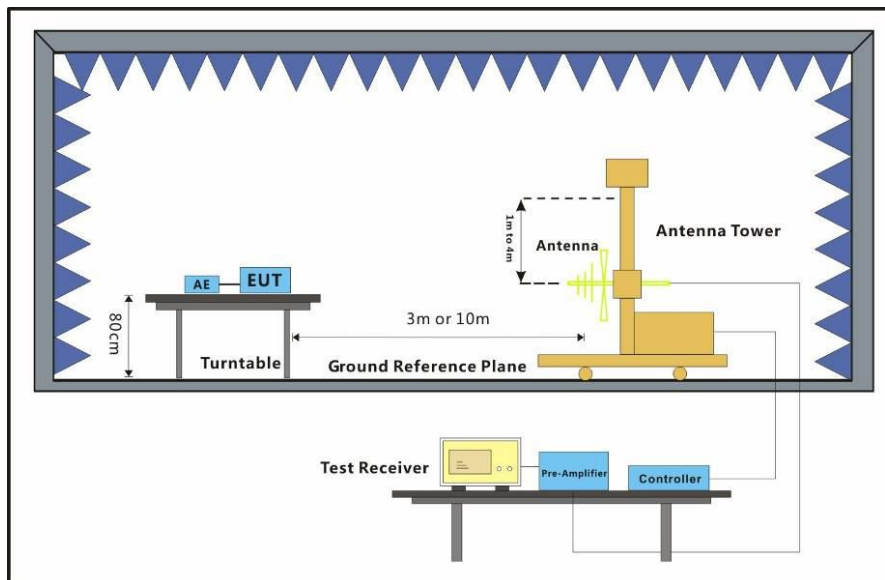 1m to 4m
Antenna
Antenna Tower
AE
EUT
80cm
3m or 10m
Turntable
Ground Reference Plane
Test Receiver
Pre-Amplifier
Controller